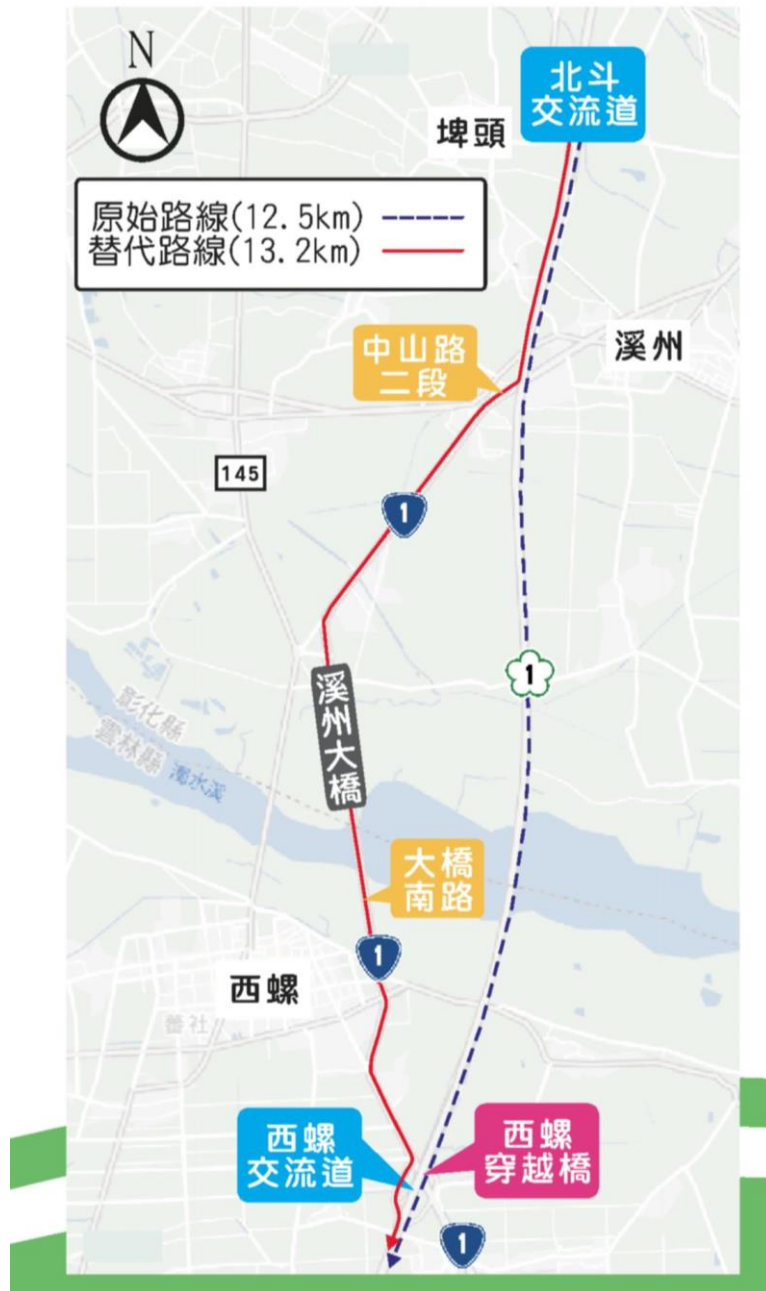 N
北斗
交流道
埤頭
原始路線(12.5km)
替代路線(13.2km)
中山路
二段
溪州
145
1
1
溪州大橋
彰化縣
雲林縣
濁水溪
大橋
南路
1
西螺
番社
西螺
交流道
西螺
穿越橋
1